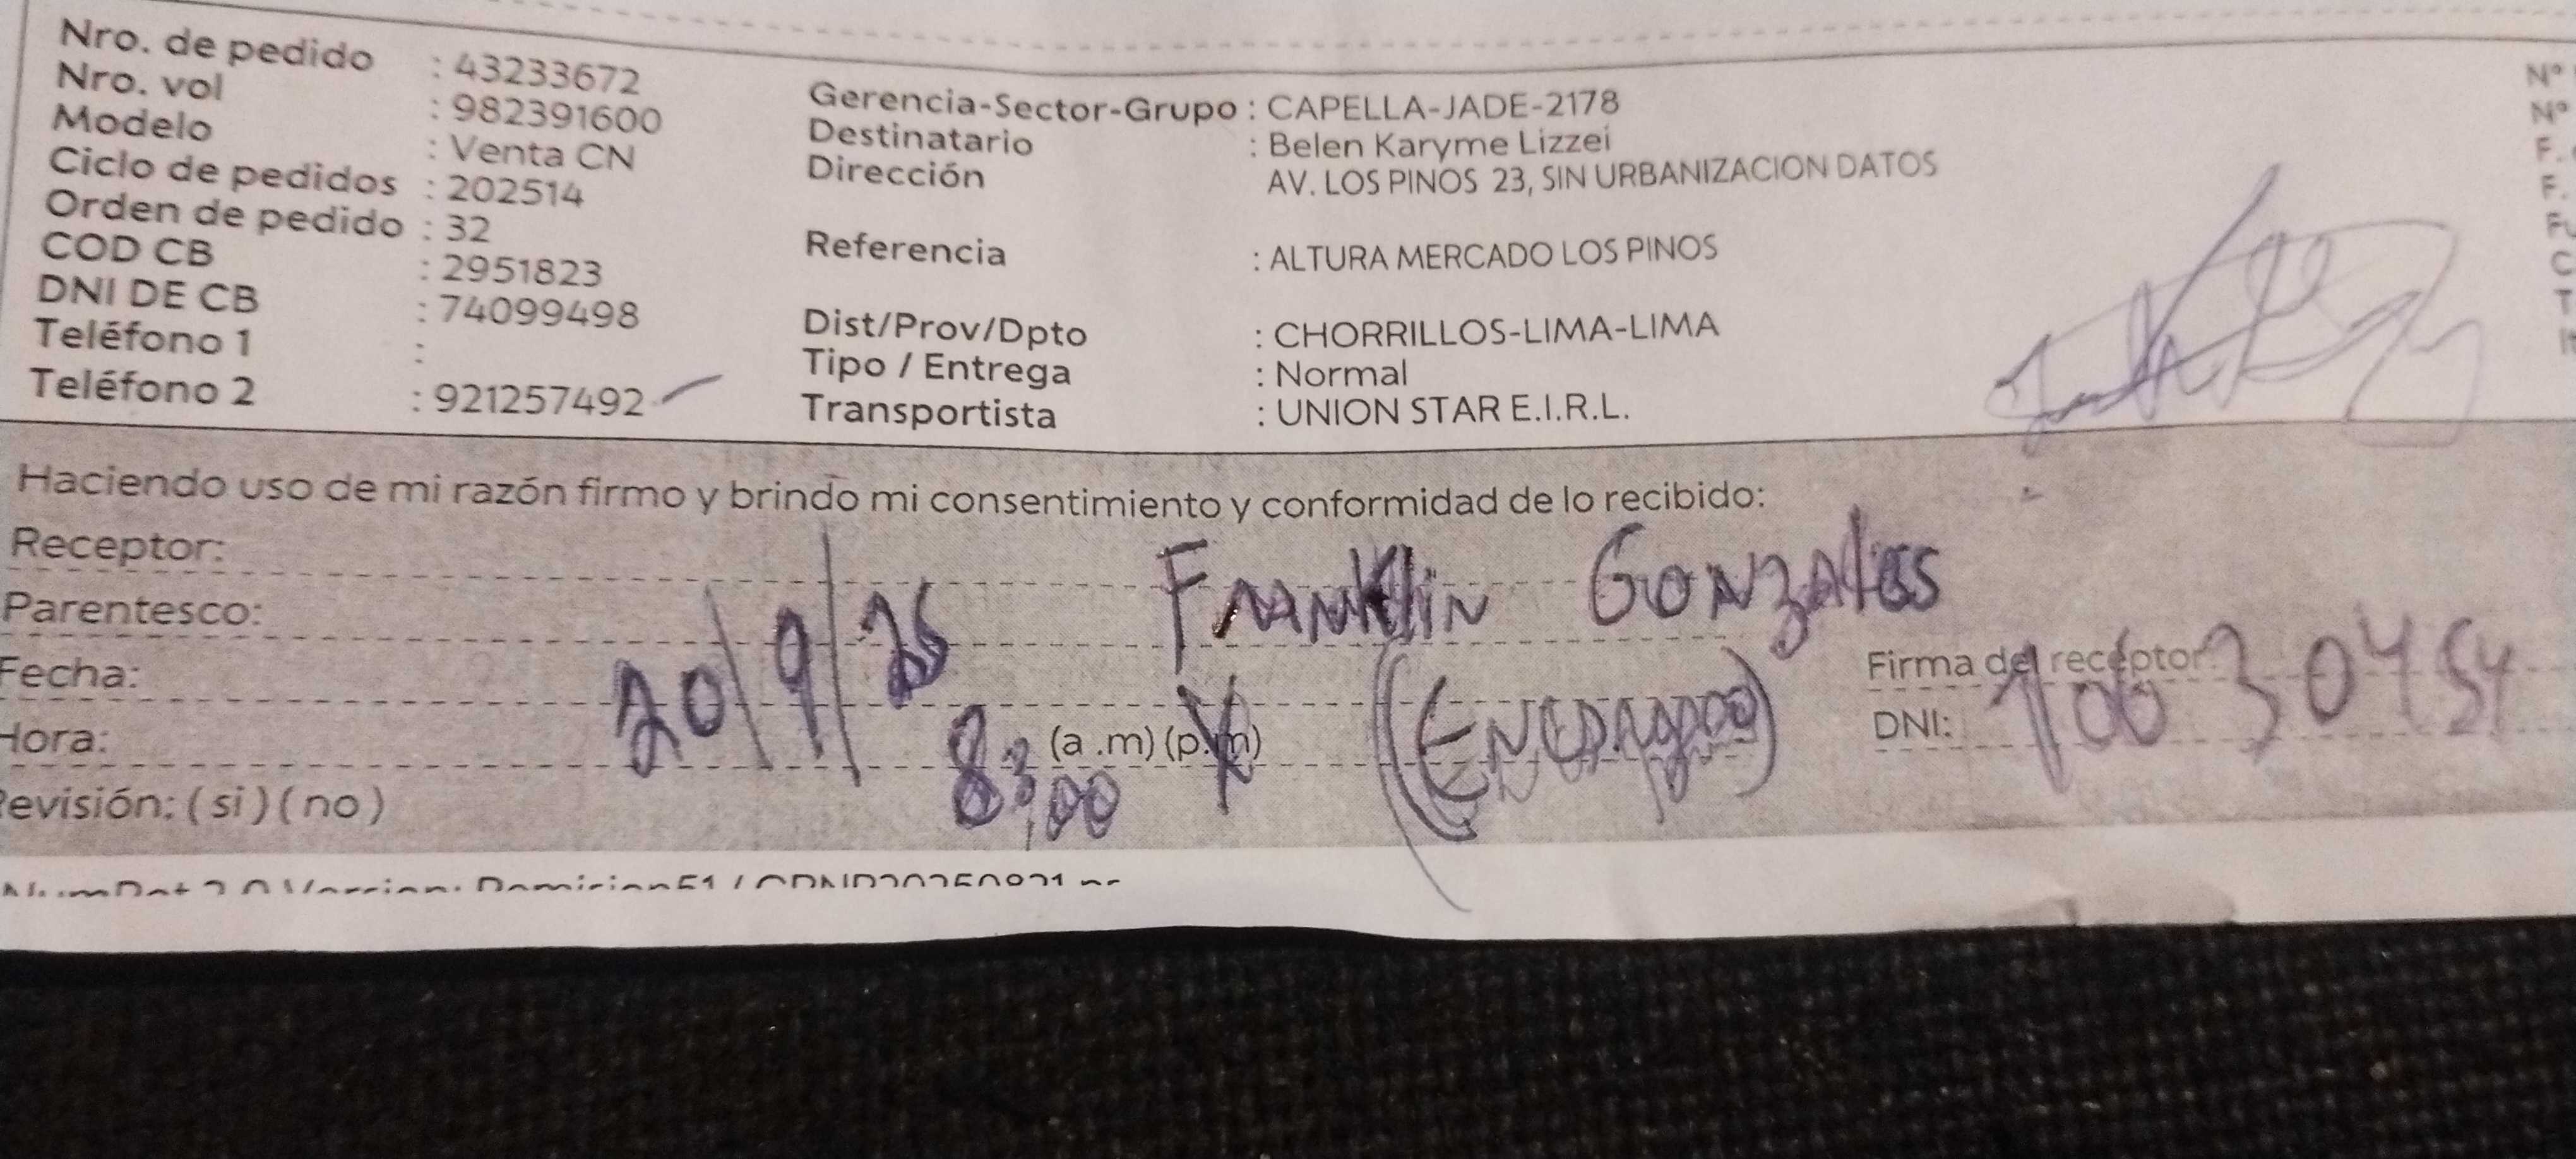 Nro. de pedido : 43233672
Nro. vol : 982391600
Modelo : Venta CN
Ciclo de pedidos : 202514
Orden de pedido : 32
COD CB : 2951823
DNI DE CB : 74099498
Teléfono 1 :
Teléfono 2 : 921257492
Gerencia-Sector-Grupo : CAPELLA-JADE-2178
Destinatario : Belen Karyme Lizzei
Dirección AV. LOS PINOS 23, SIN URBANIZACION DATOS
Referencia : ALTURA MERCADO LOS PINOS
Dist/Prov/Dpto : CHORRILLOS-LIMA-LIMA
Tipo / Entrega : Normal
Transportista : UNION STAR E.I.R.L.
Nº
Nº
F.
F.
Haciendo uso de mi razón firmo y brindo mi consentimiento y conformidad de lo recibido:
Receptor: Franklin Gonzales
Parentesco:
Fecha: 20/9/25
(Encargado)
Firma del receptor:
Hora: (a .m) (p.m)
DNI:
Revisión: ( si ) ( no )